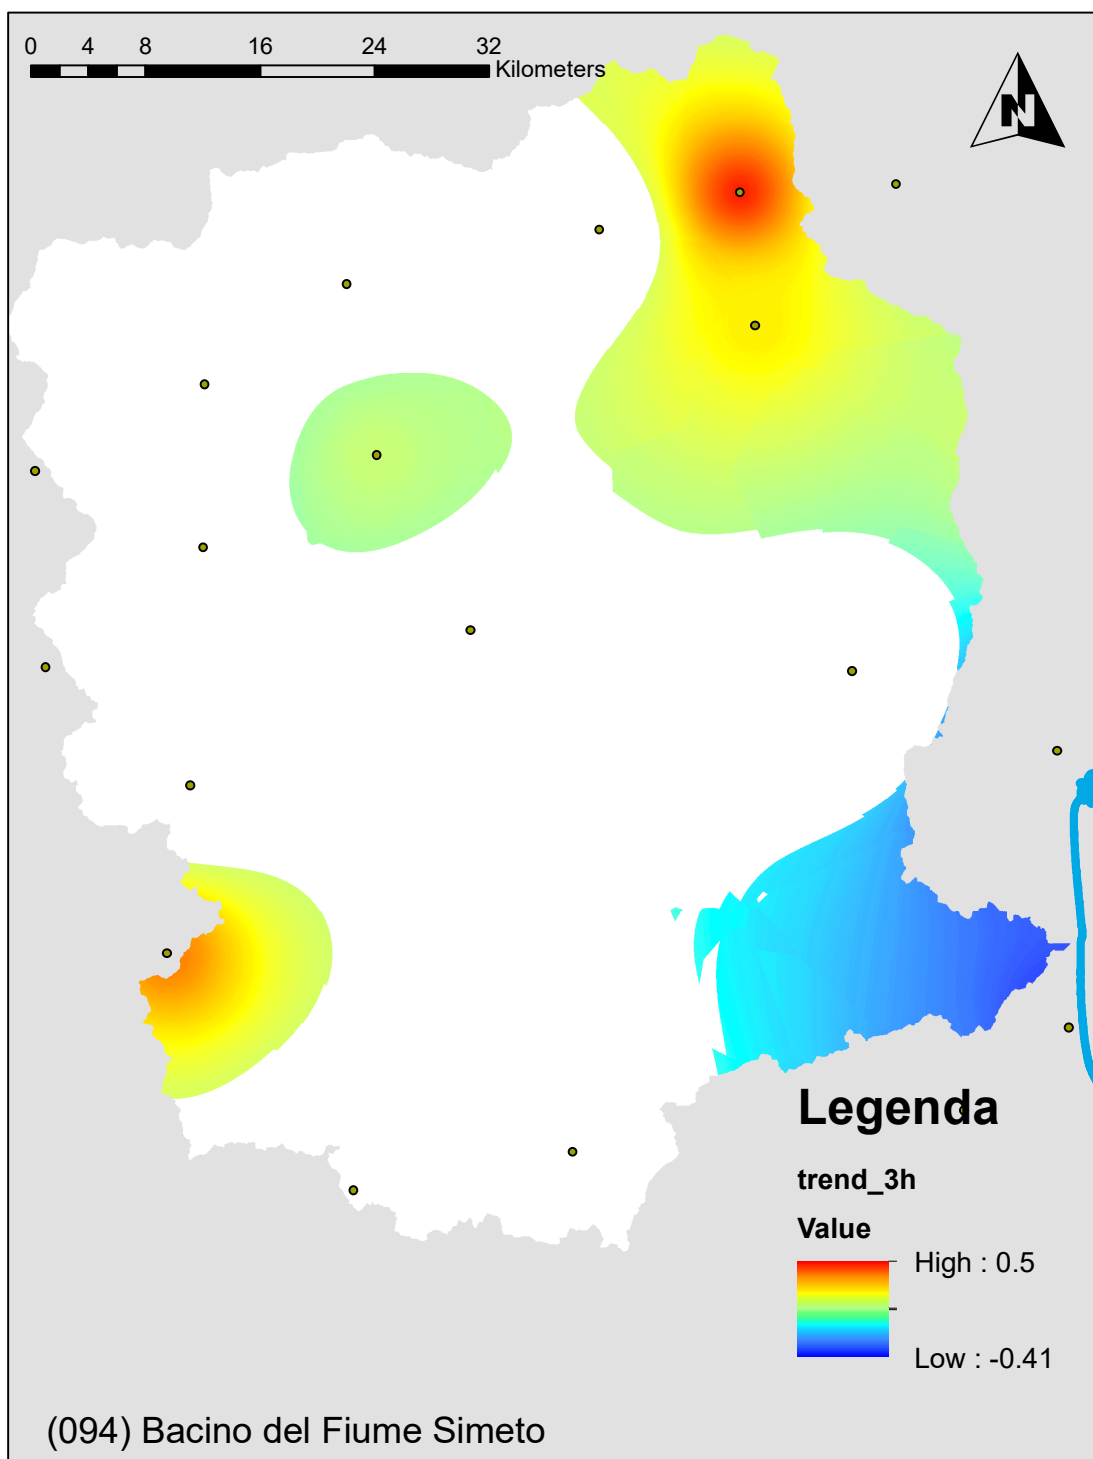 0 4 8 16 24 32
Kilometers
N
Legenda
trend_3h
Value
High : 0.5
Low : -0.41
(094) Bacino del Fiume Simeto